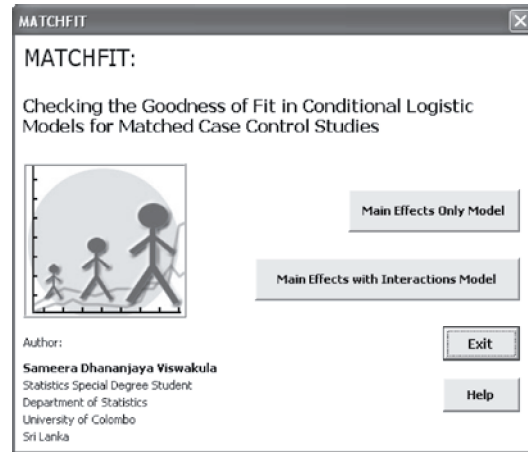 MATCHFIT
MATCHFIT:
Checking the Goodness of Fit in Conditional Logistic
Models for Matched Case Control Studies
Main Effects Only Model
Main Effects with Interactions Model
Author:
Exit
Sameera Dhananjaya Viswakula
Statistics Special Degree Student
Department of Statistics
Help
University of Colombo
Sri Lanka